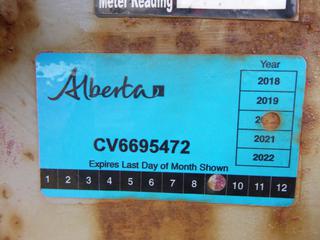 Meter Reading
Alberta
Year
2018
2019
2021
2022
CV6695472
Expires Last Day of Month Shown
1 2 3 4 5 6 7 8 10 11 12